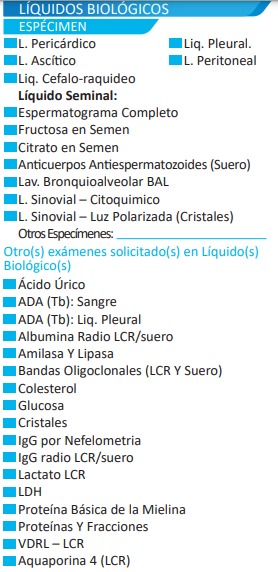 LÍQUIDOS BIOLÓGICOS
ESPÉCIMEN
L. Pericárdico Liq. Pleural.
L. Ascítico L. Peritoneal
Liq. Cefalo-raquideo
Líquido Seminal:
Espermatograma Completo
Fructosa en Semen
Citrato en Semen
Anticuerpos Antiespermatozoides (Suero)
Lav. Bronquioalveolar BAL
L. Sinovial – Citoquimico
L. Sinovial – Luz Polarizada (Cristales)
Otros Especímenes:
Otro(s) exámenes solicitado(s) en Líquido(s)
Biológico(s)
Ácido Úrico
ADA (Tb): Sangre
ADA (Tb): Liq. Pleural
Albumina Radio LCR/suero
Amilasa Y Lipasa
Bandas Oligoclonales (LCR Y Suero)
Colesterol
Glucosa
Cristales
IgG por Nefelometria
IgG radio LCR/suero
Lactato LCR
LDH
Proteína Básica de la Mielina
Proteínas Y Fracciones
VDRL – LCR
Aquaporina 4 (LCR)